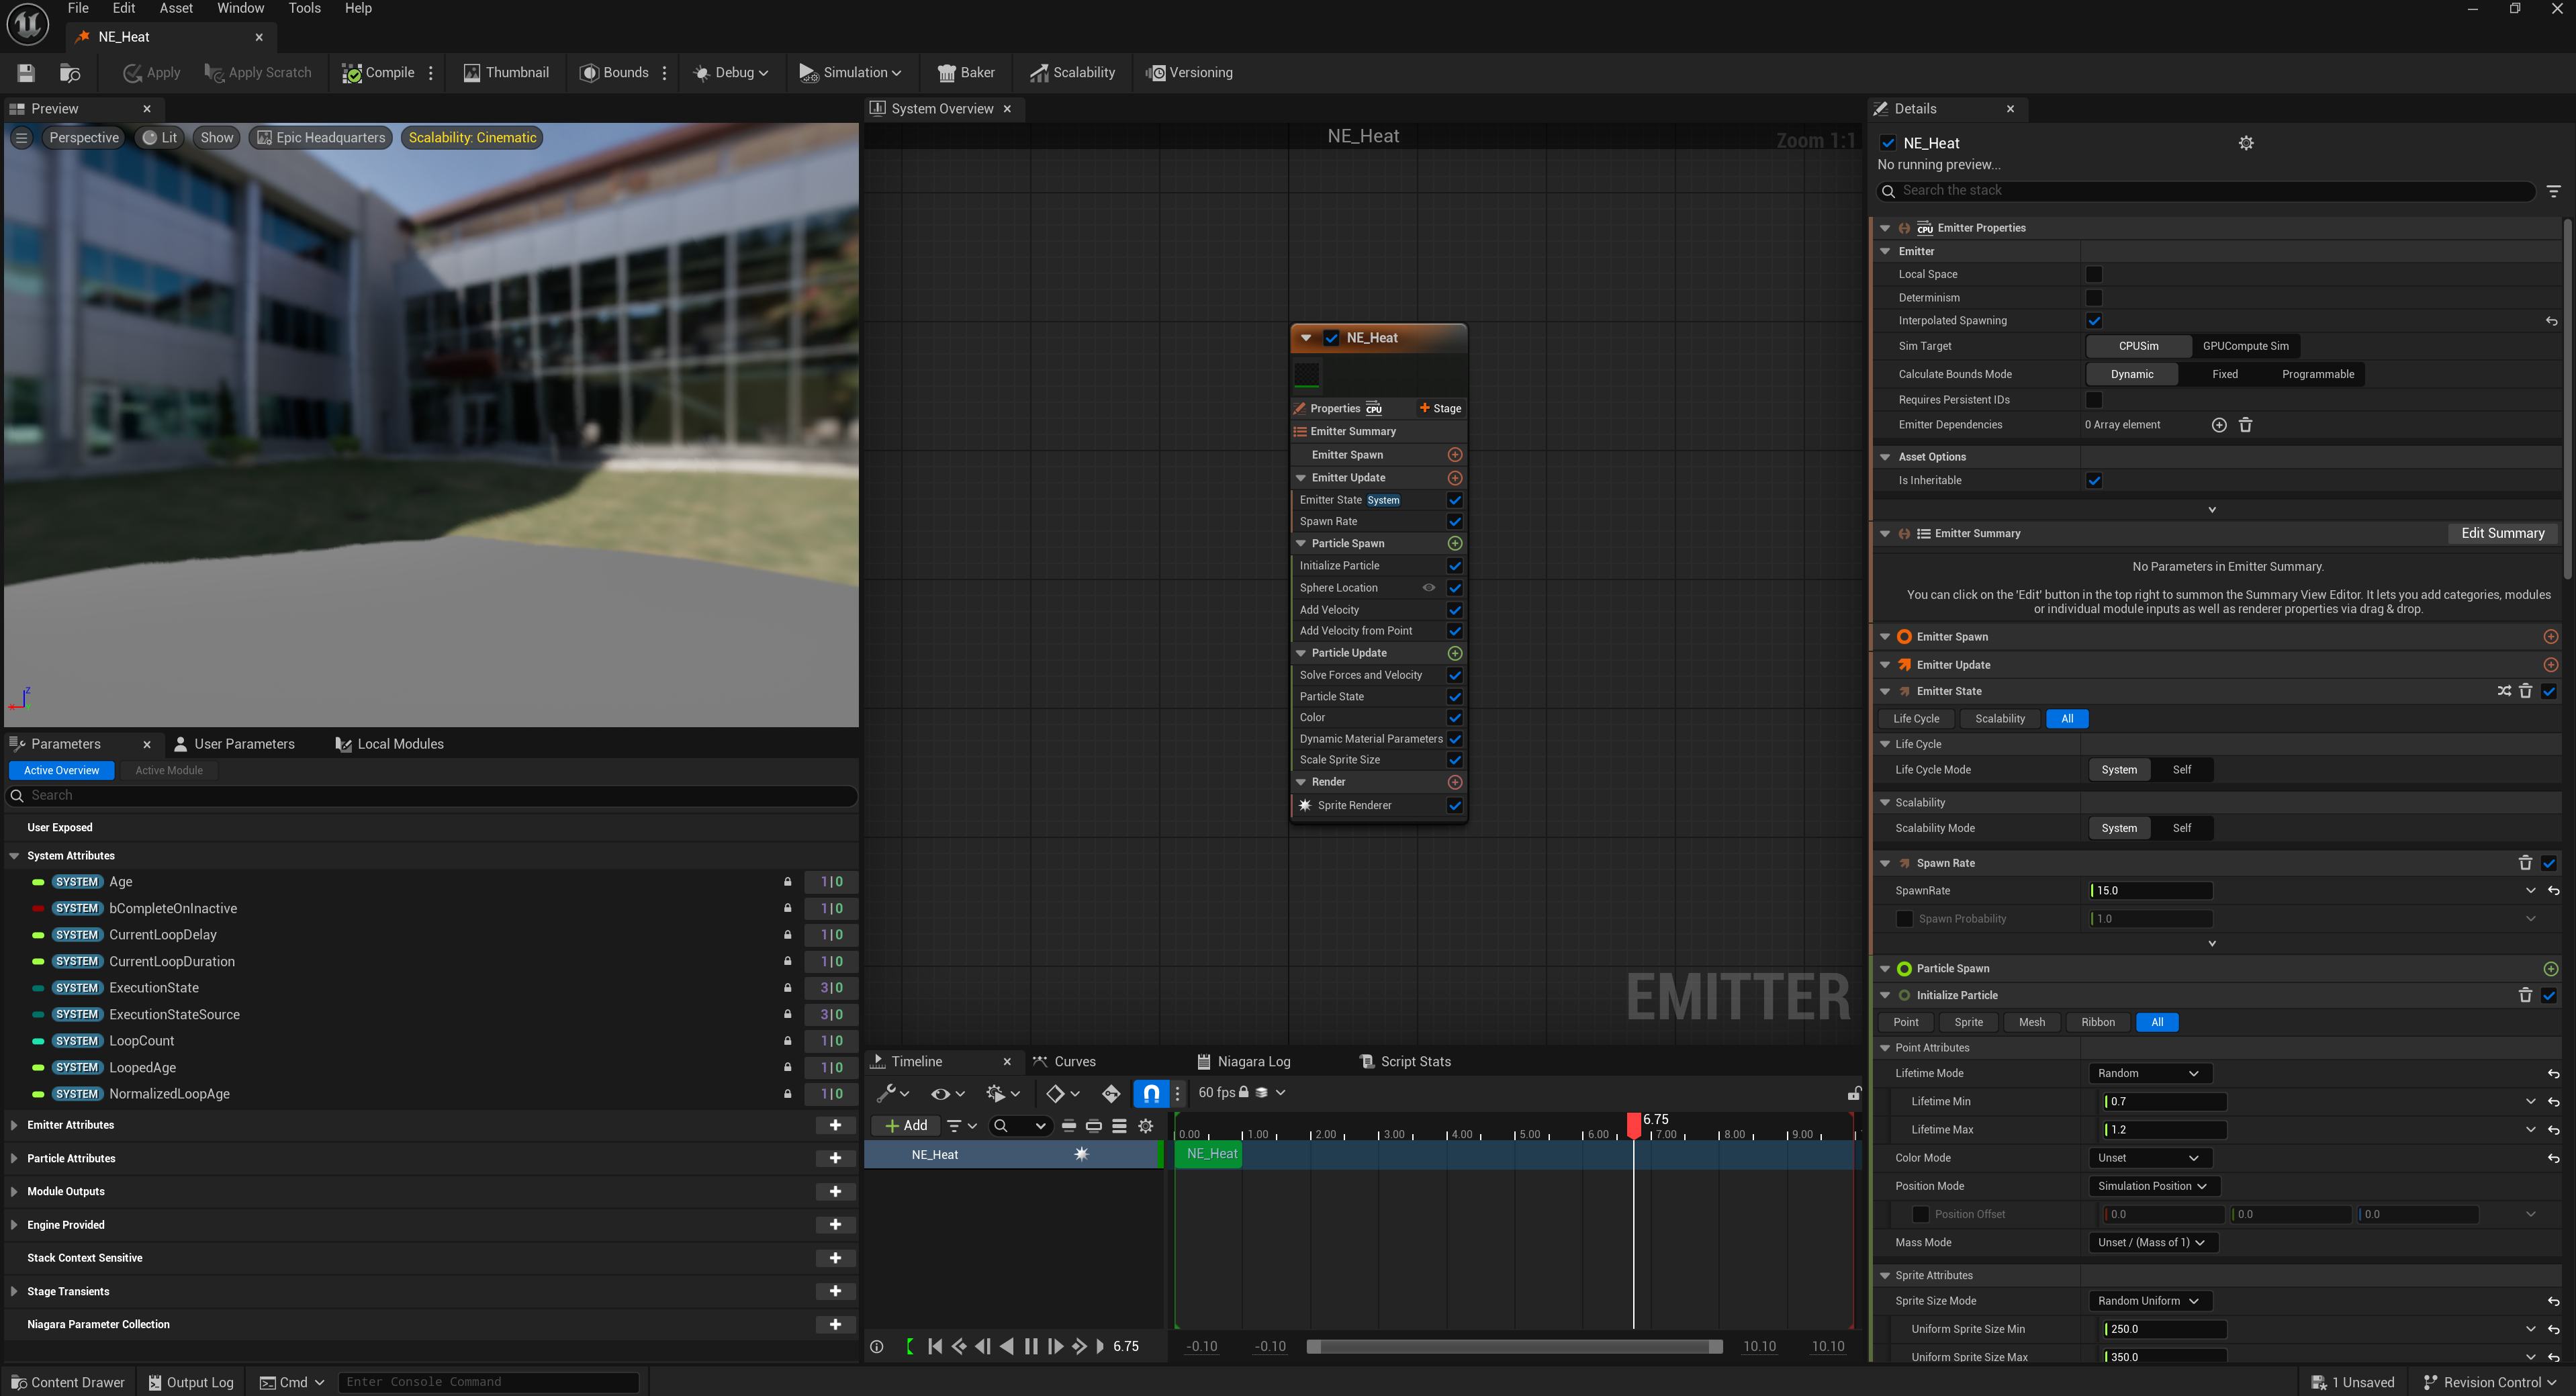 File Edit Asset Window Tools Help
NE_Heat
Apply Apply Scratch Compile Thumbnail Bounds Debug Simulation Baker Scalability Versioning
Preview
Perspective Lit Show Epic Headquarters Scalability: Cinematic
Z
Parameters User Parameters Local Modules
Active Overview Active Module
Search
User Exposed
System Attributes
SYSTEM Age 1|0
SYSTEM bCompleteOnInactive 1|0
SYSTEM CurrentLoopDelay 1|0
SYSTEM CurrentLoopDuration 1|0
SYSTEM ExecutionState 3|0
SYSTEM ExecutionStateSource 3|0
SYSTEM LoopCount 1|0
SYSTEM LoopedAge 1|0
SYSTEM NormalizedLoopAge 1|0
Emitter Attributes
Particle Attributes
Module Outputs
Engine Provided
Stack Context Sensitive
Stage Transients
Niagara Parameter Collection
System Overview
NE_Heat
Zoom 1:1
NE_Heat
Properties CPU Stage
Emitter Summary
Emitter Spawn
Emitter Update
Emitter State System
Spawn Rate
Particle Spawn
Initialize Particle
Sphere Location
Add Velocity
Add Velocity from Point
Particle Update
Solve Forces and Velocity
Particle State
Color
Dynamic Material Parameters
Scale Sprite Size
Render
Sprite Renderer
EMITTER
Timeline Curves Niagara Log Script Stats
60 fps
Add
6.75
0.00 1.00 2.00 3.00 4.00 5.00 6.00 7.00 8.00 9.00
NE_Heat
NE_Heat
6.75 -0.10 -0.10 10.10 10.10
Details
NE_Heat
No running preview...
Search the stack
CPU Emitter Properties
Emitter
Local Space
Determinism
Interpolated Spawning
Sim Target CPUSim GPUCompute Sim
Calculate Bounds Mode Dynamic Fixed Programmable
Requires Persistent IDs
Emitter Dependencies 0 Array element
Asset Options
Is Inheritable
Emitter Summary Edit Summary
No Parameters in Emitter Summary.
You can click on the 'Edit' button in the top right to summon the Summary View Editor. It lets you add categories, modules
or individual module inputs as well as renderer properties via drag & drop.
Emitter Spawn
Emitter Update
Emitter State
Life Cycle Scalability All
Life Cycle
Life Cycle Mode System Self
Scalability
Scalability Mode System Self
Spawn Rate
SpawnRate 15.0
Spawn Probability 1.0
Particle Spawn
Initialize Particle
Point Sprite Mesh Ribbon All
Point Attributes
Lifetime Mode Random
Lifetime Min 0.7
Lifetime Max 1.2
Color Mode Unset
Position Mode Simulation Position
Position Offset 0.0 0.0 0.0
Mass Mode Unset / (Mass of 1)
Sprite Attributes
Sprite Size Mode Random Uniform
Uniform Sprite Size Min 250.0
Uniform Sprite Size Max 350.0
Content Drawer Output Log Cmd Enter Console Command 1 Unsaved Revision Control